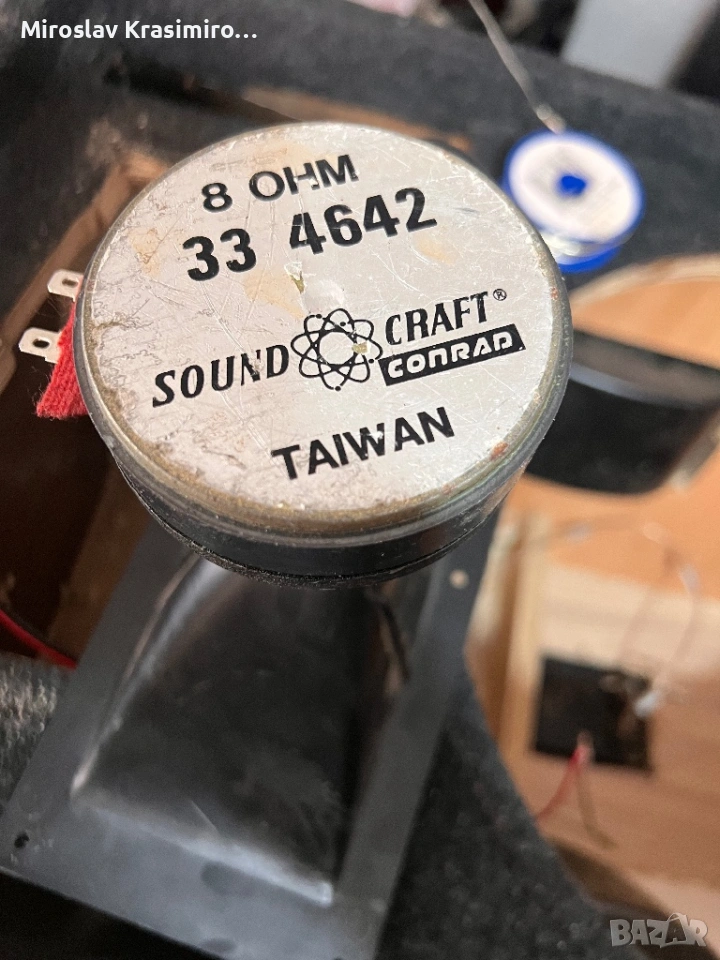 Miroslav Krasimiro...
8 OHM
33 4642
SOUND CRAFT®
CONRAD
TAIWAN
BAZAR